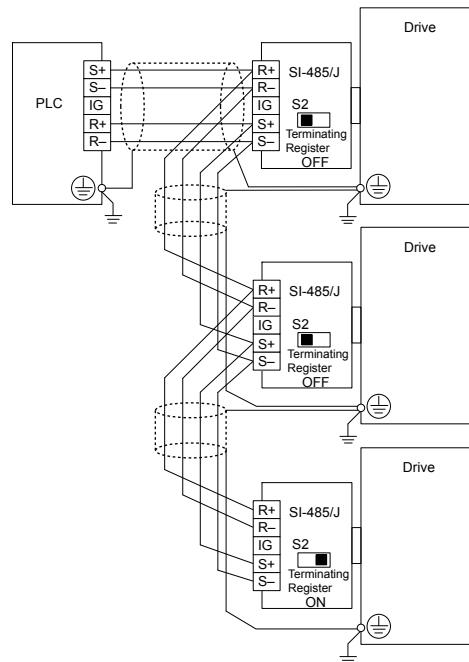 Drive
PLC
S+
S–
IG
R+
R–
R+
R–
IG
S+
S–
SI-485/J
S2
Terminating
Register
OFF
Drive
R+
R–
IG
S+
S–
SI-485/J
S2
Terminating
Register
OFF
Drive
R+
R–
IG
S+
S–
SI-485/J
S2
Terminating
Register
ON